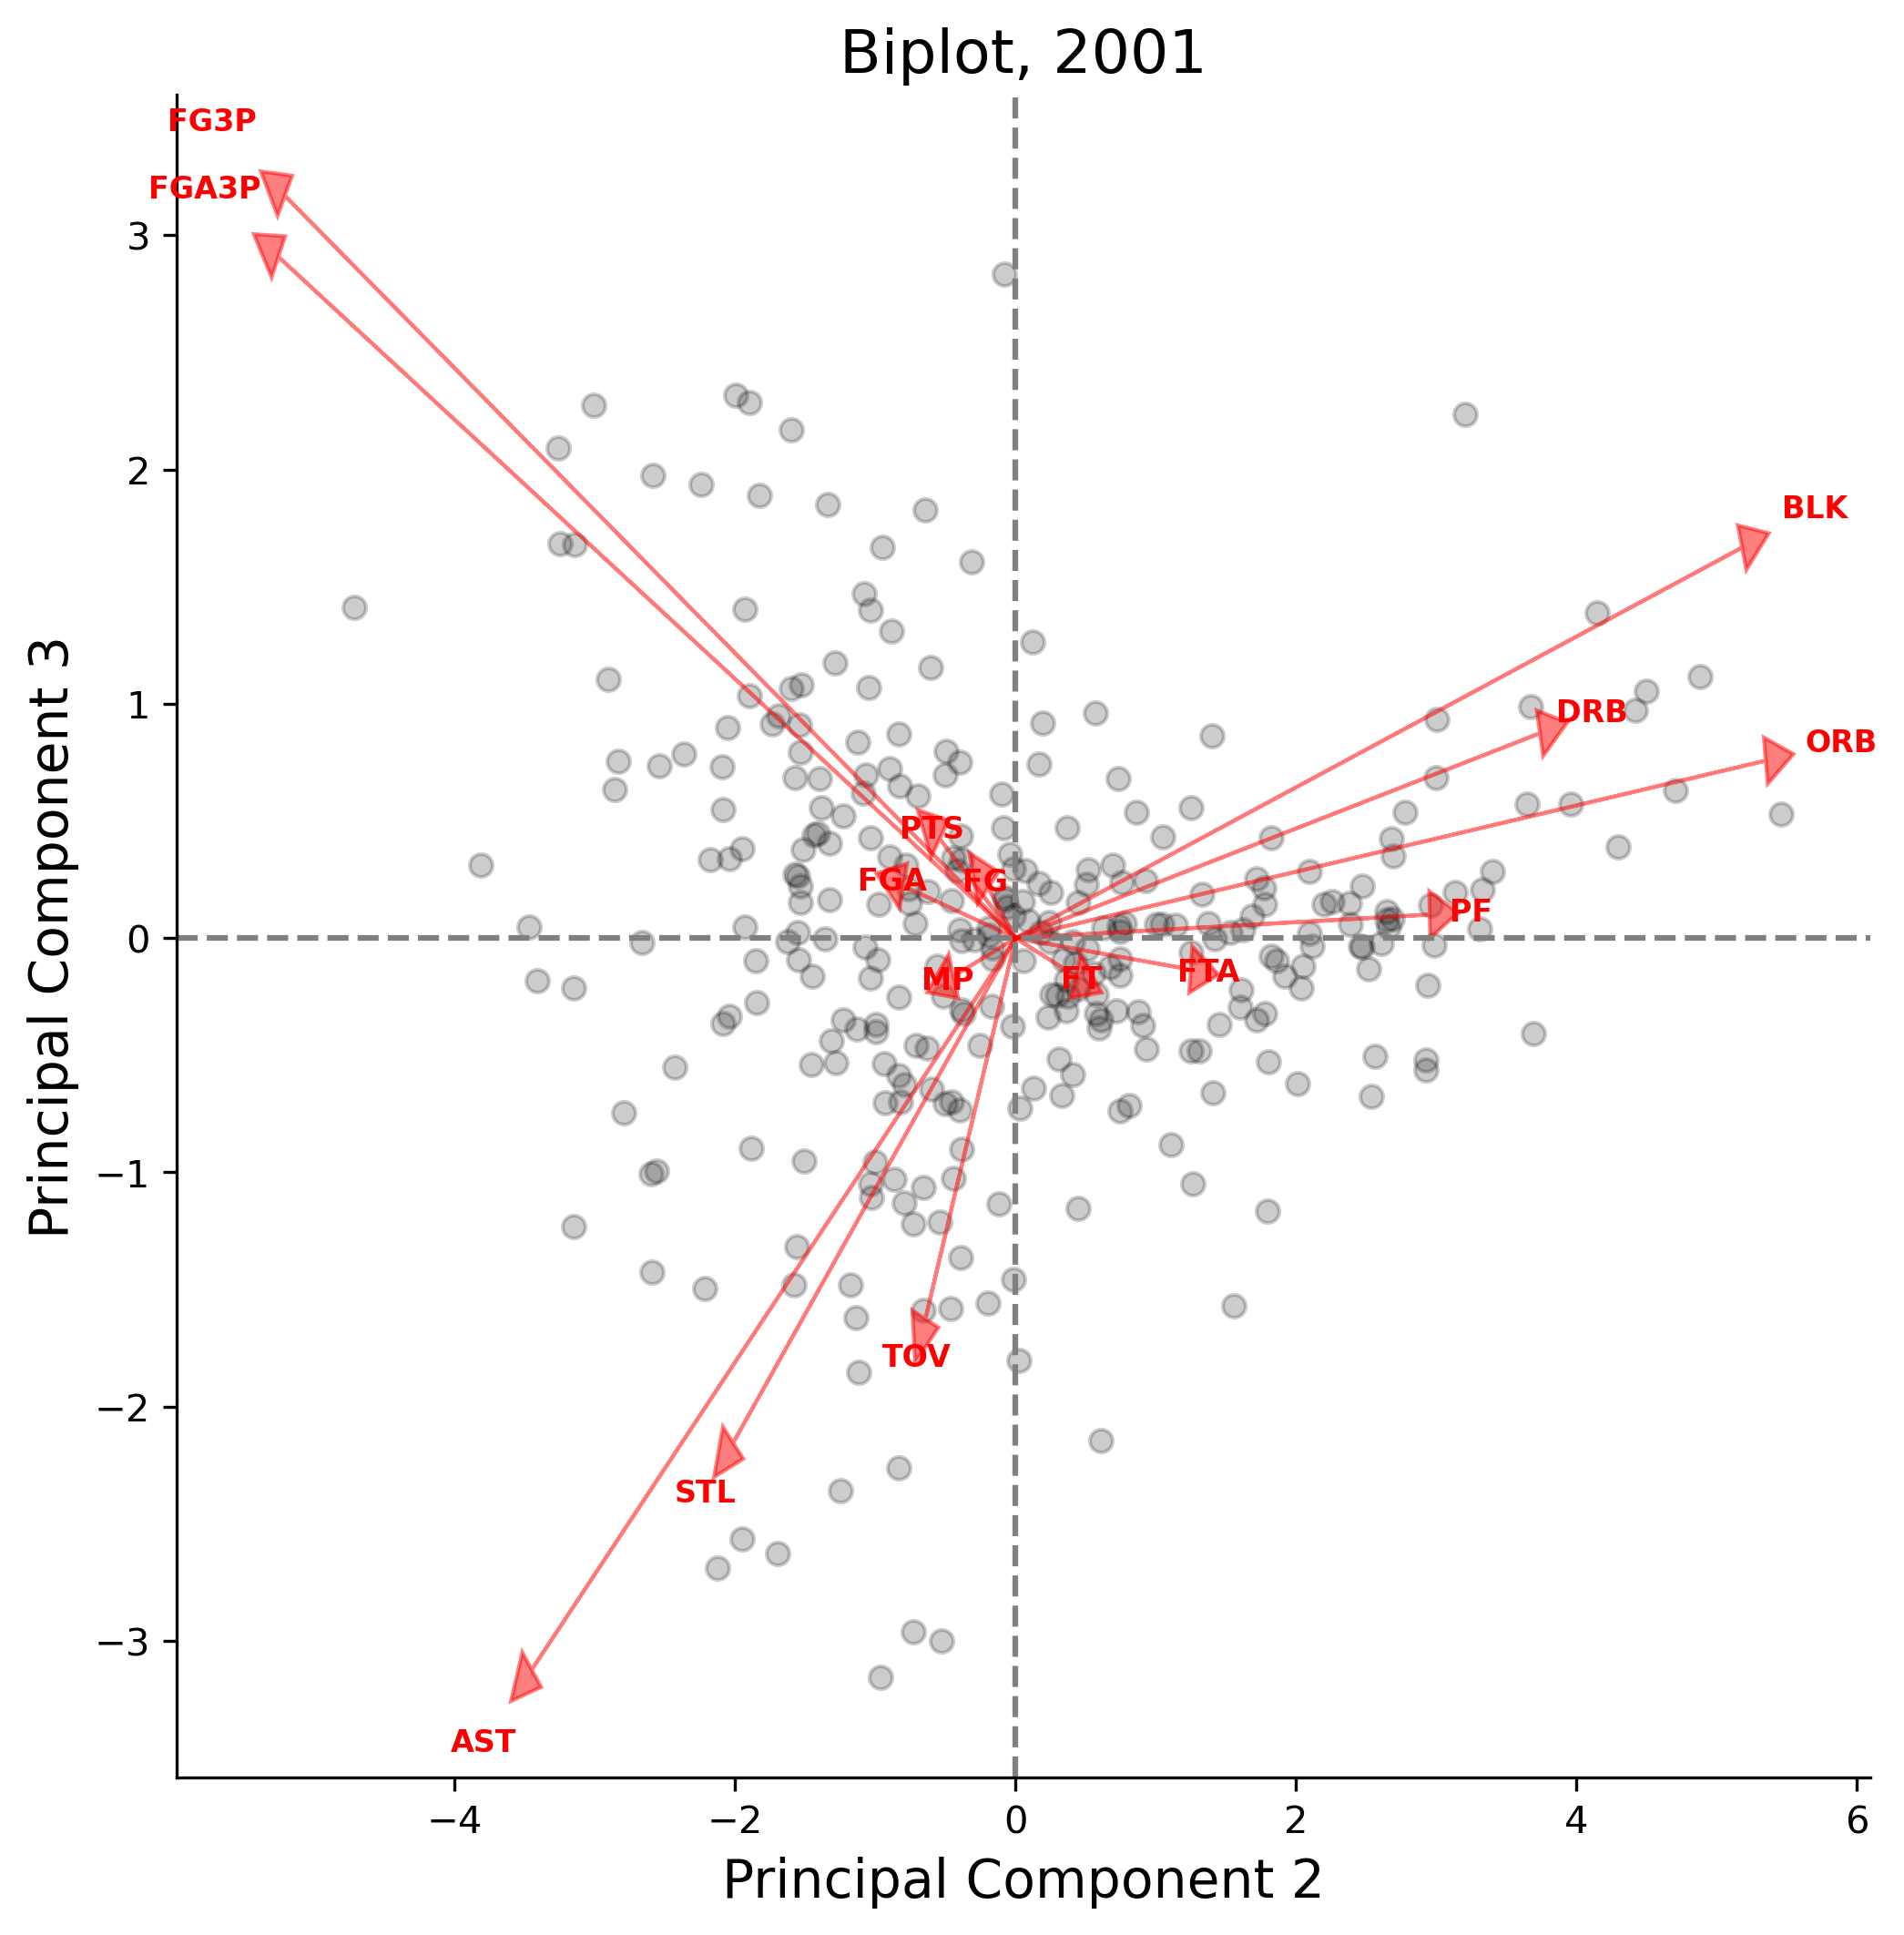 Biplot, 2001
FG3P
FGA3P
3
2
BLK
1
DRB
ORB
PTS
FGA
FG
PF
0
MP
FT
FTA
−1
TOV
−2
STL
−3
AST
−4
−2
0
2
4
6
Principal Component 2
Principal Component 3